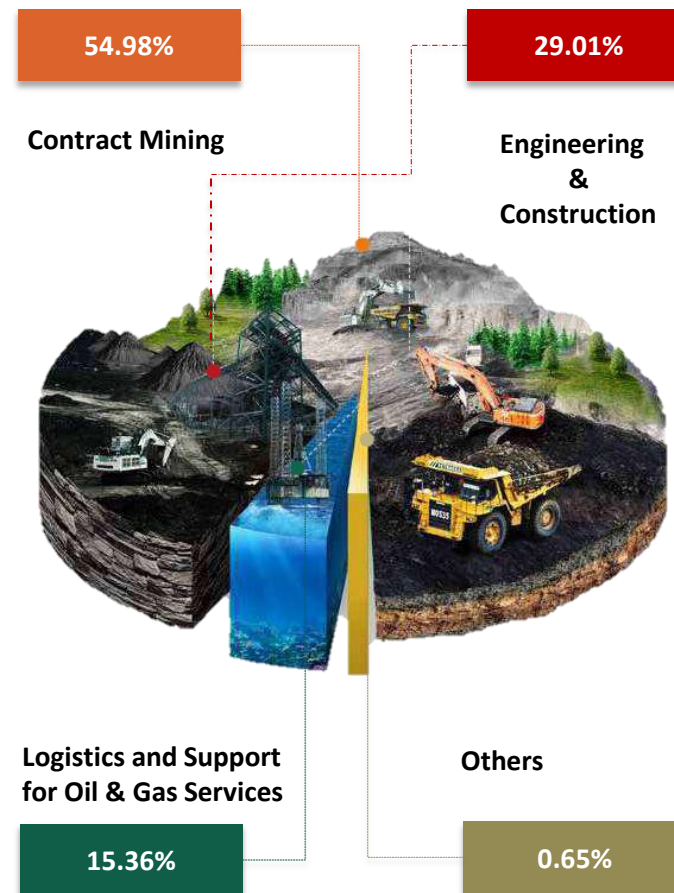 54.98%
29.01%
Contract Mining
Engineering
&
Construction
Logistics and Support
for Oil & Gas Services
Others
15.36%
0.65%